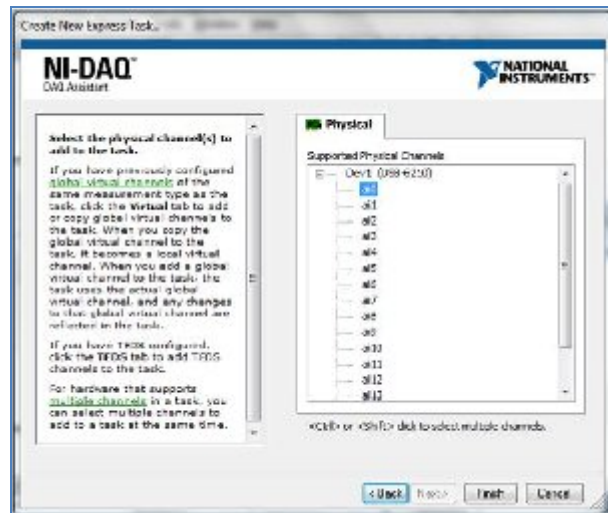 Create New Express Task...
NI-DAQ™
DAQ Assistant
NATIONAL
INSTRUMENTS™
Select the physical channel(s) to
add to the task.
If you have previously configured
global virtual channels of the
same measurement type as the
task, click the Virtual tab to add
or copy global virtual channels to
the task. When you copy the
global virtual channel to the
task, it becomes a local virtual
channel. When you add a global
virtual channel to the task, the
task uses the actual global
virtual channel, and any changes
to that global virtual channel are
reflected in the task.
If you have TEDS configured,
click the TEDS tab to add TEDS
channels to the task.
For hardware that supports
multiple channels in a task, you
can select multiple channels to
add to a task at the same time.
Physical
Supported Physical Channels
Dev1 (USB-6210)
ai0
ai1
ai2
ai3
ai4
ai5
ai6
ai7
ai8
ai9
ai10
ai11
ai12
ai13
<Ctrl> or <Shift> click to select multiple channels.
< Back
Next >
Finish
Cancel